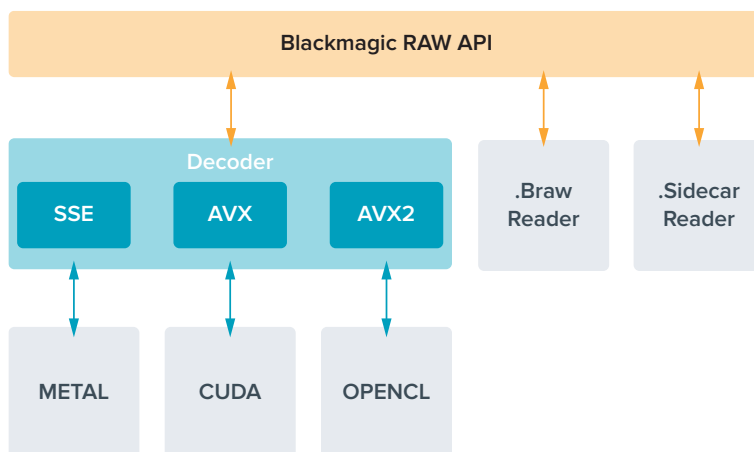 Blackmagic RAW API
Decoder
SSE
AVX
AVX2
.Braw
Reader
.Sidecar
Reader
METAL
CUDA
OPENCL